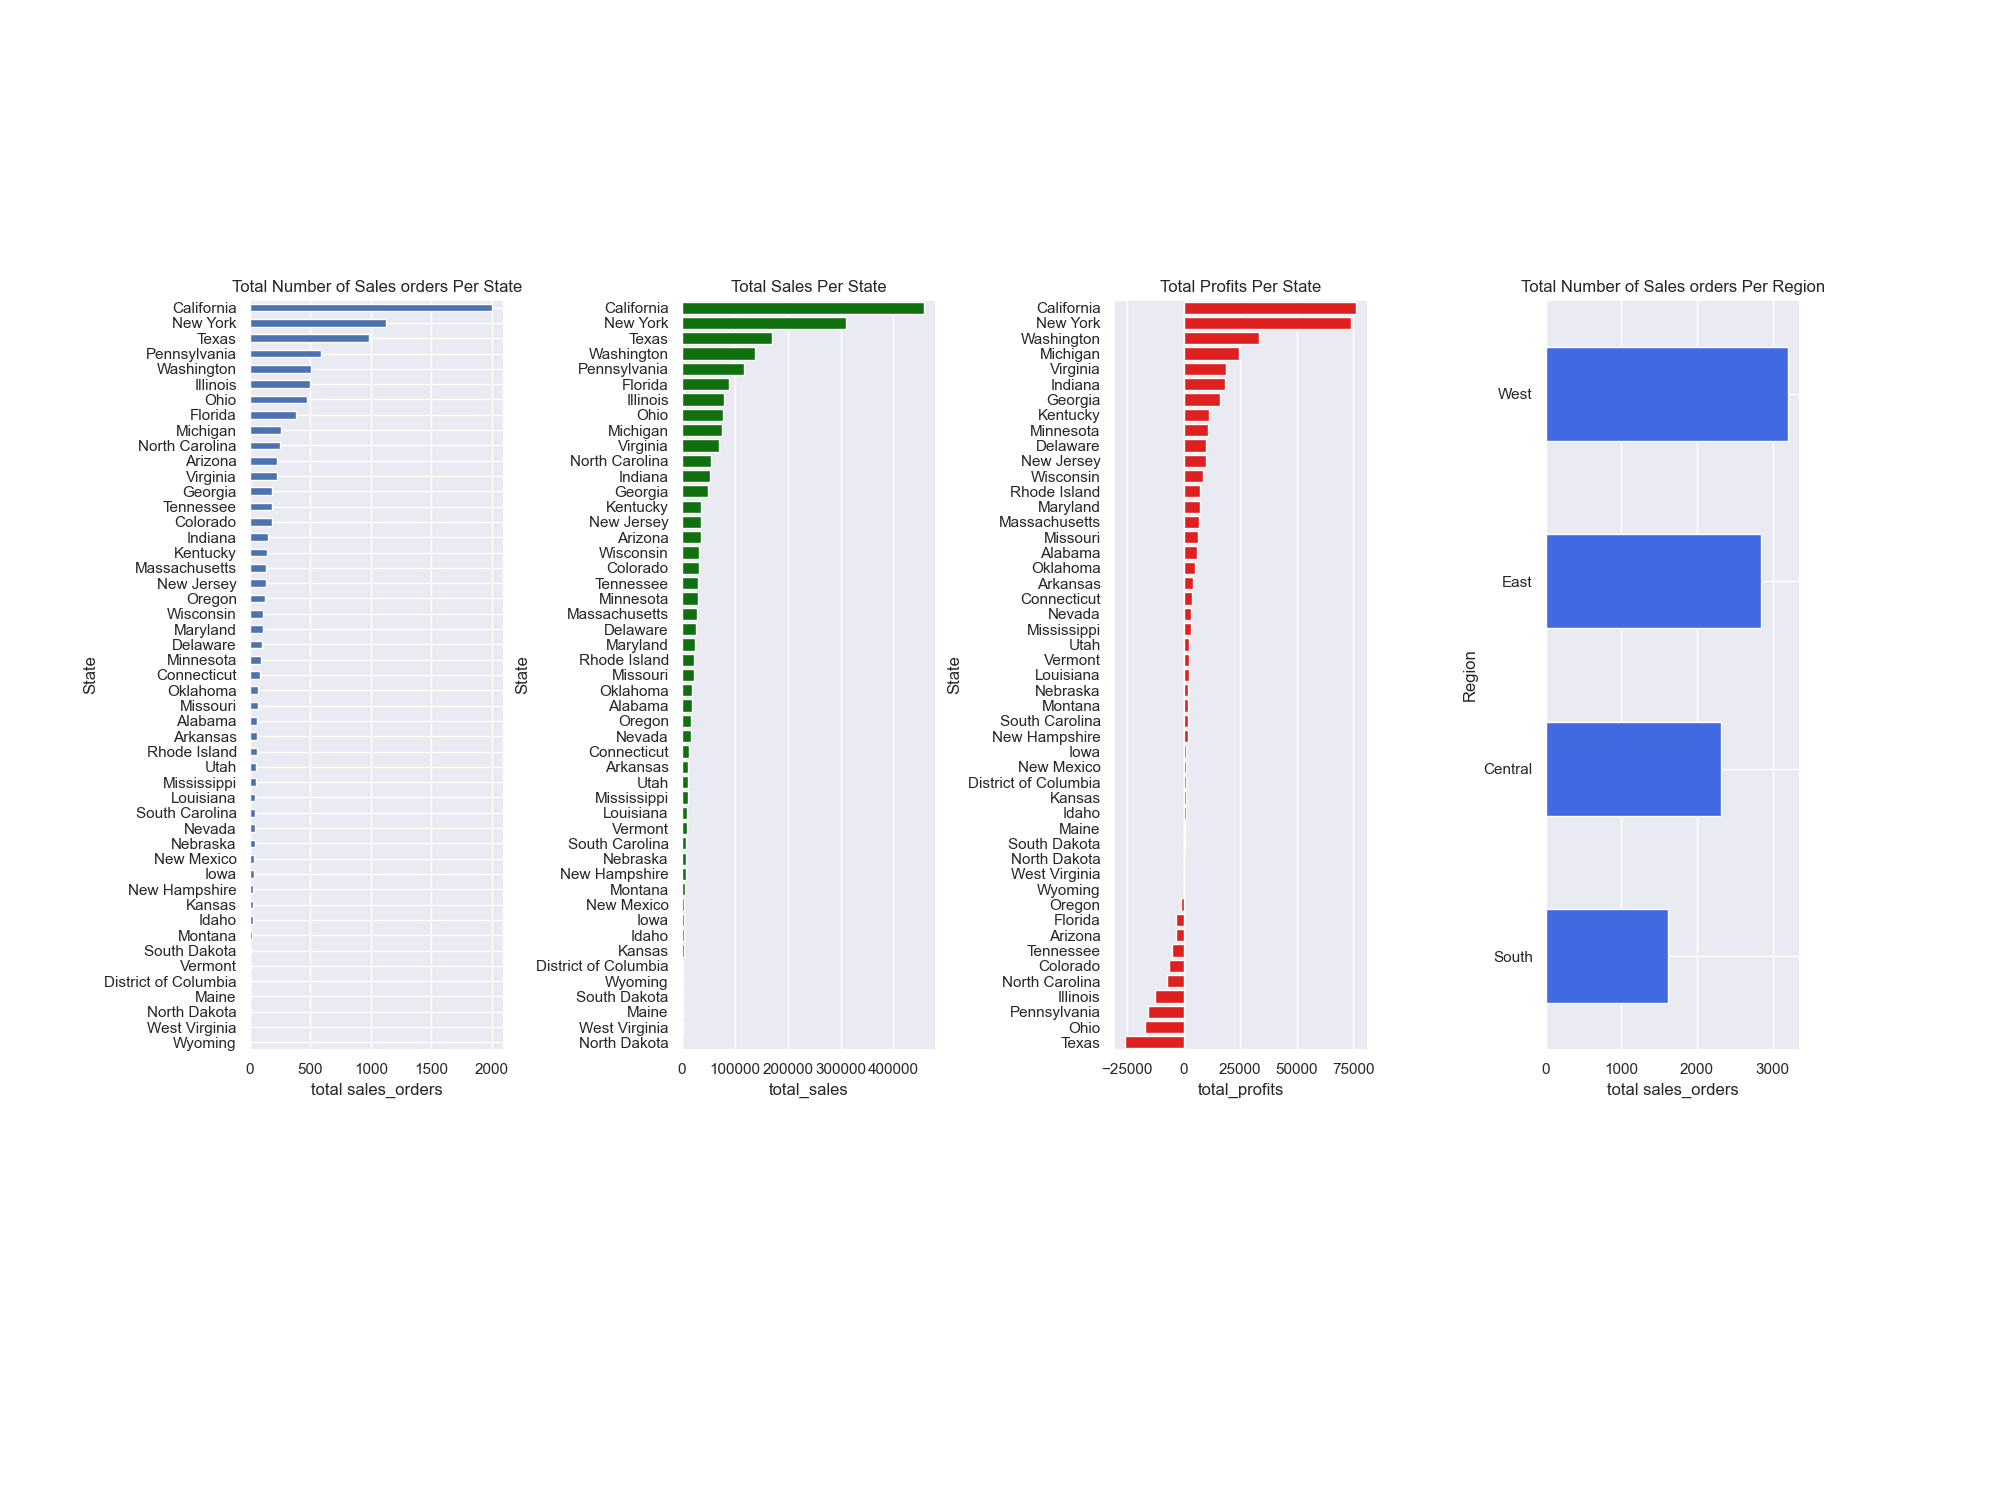 Total Number of Sales orders Per State
California
New York
Texas
Pennsylvania
Washington
Illinois
Ohio
Florida
Michigan
North Carolina
Arizona
Virginia
Georgia
Tennessee
Colorado
Indiana
Kentucky
Massachusetts
New Jersey
Oregon
Wisconsin
Maryland
Delaware
Minnesota
Connecticut
Oklahoma
Missouri
Alabama
Arkansas
Rhode Island
Utah
Mississippi
Louisiana
South Carolina
Nevada
Nebraska
New Mexico
Iowa
New Hampshire
Kansas
Idaho
Montana
South Dakota
Vermont
District of Columbia
Maine
North Dakota
West Virginia
Wyoming
State
0 500 1000 1500 2000
total sales_orders
Total Sales Per State
California
New York
Texas
Washington
Pennsylvania
Florida
Illinois
Ohio
Michigan
Virginia
North Carolina
Indiana
Georgia
Kentucky
New Jersey
Arizona
Wisconsin
Colorado
Tennessee
Minnesota
Massachusetts
Delaware
Maryland
Rhode Island
Missouri
Oklahoma
Alabama
Oregon
Nevada
Connecticut
Arkansas
Utah
Mississippi
Louisiana
Vermont
South Carolina
Nebraska
New Hampshire
Montana
New Mexico
Iowa
Idaho
Kansas
District of Columbia
Wyoming
South Dakota
Maine
West Virginia
North Dakota
State
0 100000 200000 300000 400000
total_sales
Total Profits Per State
California
New York
Washington
Michigan
Virginia
Indiana
Georgia
Kentucky
Minnesota
Delaware
New Jersey
Wisconsin
Rhode Island
Maryland
Massachusetts
Missouri
Alabama
Oklahoma
Arkansas
Connecticut
Nevada
Mississippi
Utah
Vermont
Louisiana
Nebraska
Montana
South Carolina
New Hampshire
Iowa
New Mexico
District of Columbia
Kansas
Idaho
Maine
South Dakota
North Dakota
West Virginia
Wyoming
Oregon
Florida
Arizona
Tennessee
Colorado
North Carolina
Illinois
Pennsylvania
Ohio
Texas
State
−25000 0 25000 50000 75000
total_profits
Total Number of Sales orders Per Region
West
East
Central
South
Region
0 1000 2000 3000
total sales_orders